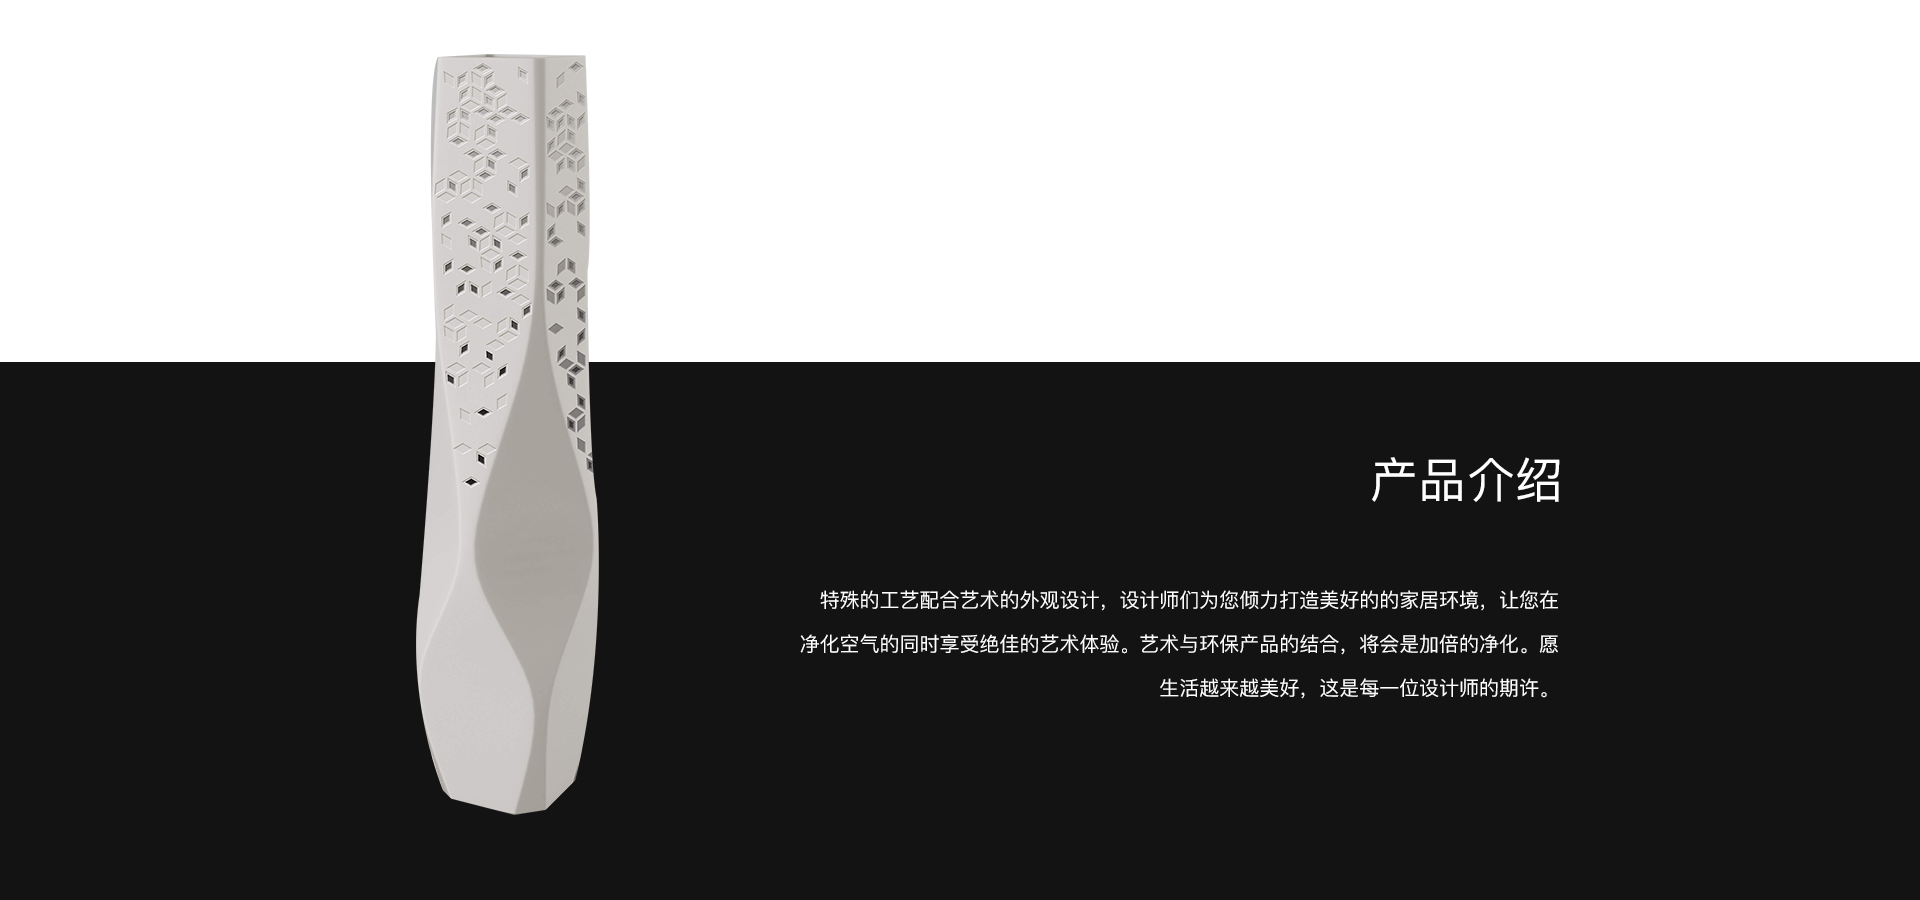 产品介绍
特殊的工艺配合艺术的外观设计，设计师们为您倾力打造美好的的家居环境，让您在
净化空气的同时享受绝佳的艺术体验。艺术与环保产品的结合，将会是加倍的净化。愿
生活越来越美好，这是每一位设计师的期许。